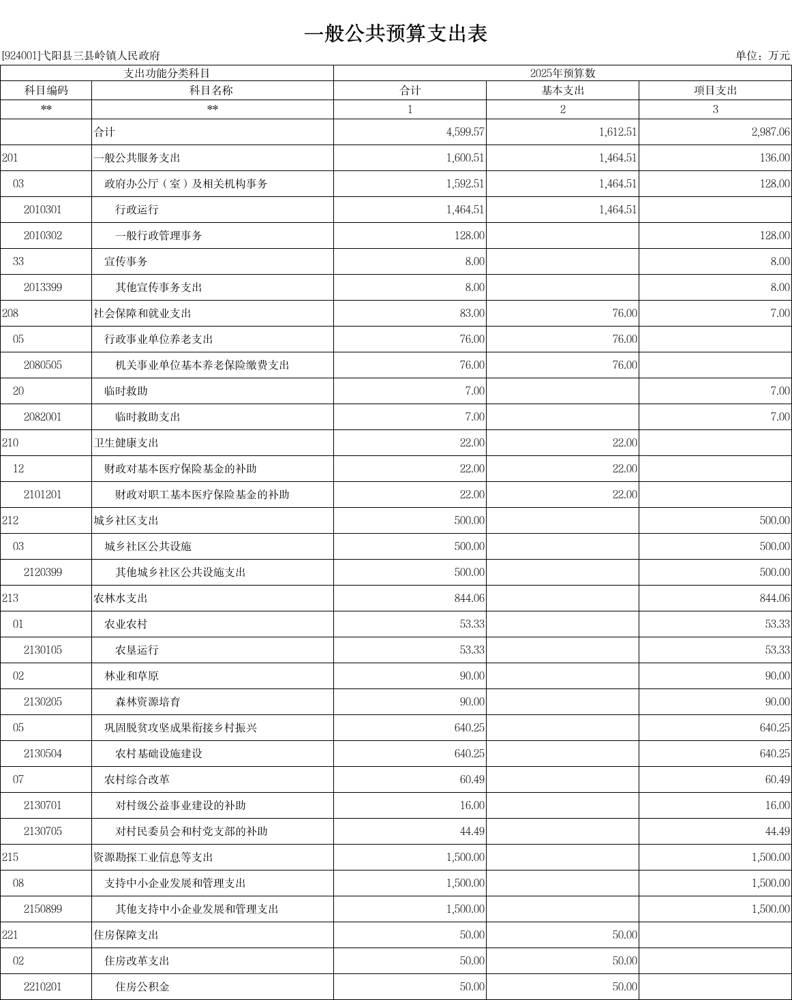 一般公共预算支出表
[924001]弋阳县三县岭镇人民政府 单位：万元
支出功能分类科目 2025年预算数
科目编码 科目名称 合计 基本支出 项目支出
** ** 1 2 3
合计 4,599.57 1,612.51 2,987.06
201 一般公共服务支出 1,600.51 1,464.51 136.00
03 政府办公厅（室）及相关机构事务 1,592.51 1,464.51 128.00
2010301 行政运行 1,464.51 1,464.51
2010302 一般行政管理事务 128.00 128.00
33 宣传事务 8.00 8.00
2013399 其他宣传事务支出 8.00 8.00
208 社会保障和就业支出 83.00 76.00 7.00
05 行政事业单位养老支出 76.00 76.00
2080505 机关事业单位基本养老保险缴费支出 76.00 76.00
20 临时救助 7.00 7.00
2082001 临时救助支出 7.00 7.00
210 卫生健康支出 22.00 22.00
12 财政对基本医疗保险基金的补助 22.00 22.00
2101201 财政对职工基本医疗保险基金的补助 22.00 22.00
212 城乡社区支出 500.00 500.00
03 城乡社区公共设施 500.00 500.00
2120399 其他城乡社区公共设施支出 500.00 500.00
213 农林水支出 844.06 844.06
01 农业农村 53.33 53.33
2130105 农垦运行 53.33 53.33
02 林业和草原 90.00 90.00
2130205 森林资源培育 90.00 90.00
05 巩固脱贫攻坚成果衔接乡村振兴 640.25 640.25
2130504 农村基础设施建设 640.25 640.25
07 农村综合改革 60.49 60.49
2130701 对村级公益事业建设的补助 16.00 16.00
2130705 对村民委员会和村党支部的补助 44.49 44.49
215 资源勘探工业信息等支出 1,500.00 1,500.00
08 支持中小企业发展和管理支出 1,500.00 1,500.00
2150899 其他支持中小企业发展和管理支出 1,500.00 1,500.00
221 住房保障支出 50.00 50.00
02 住房改革支出 50.00 50.00
2210201 住房公积金 50.00 50.00